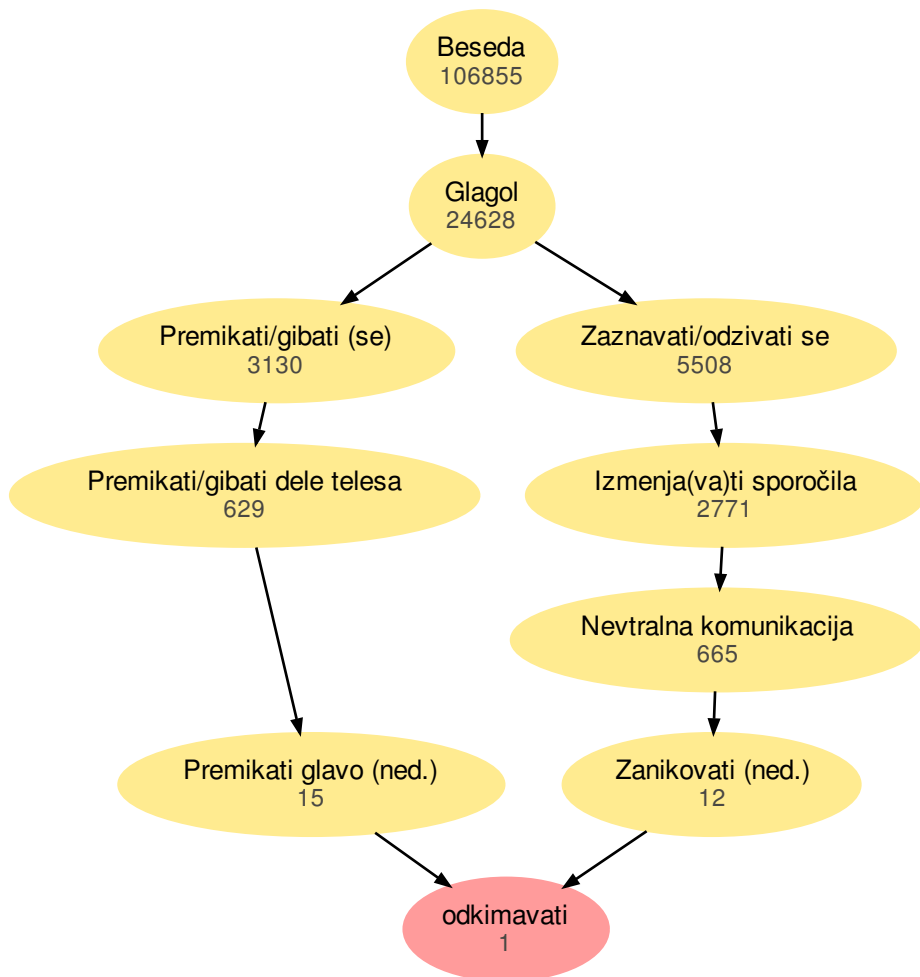 Beseda
106855
Glagol
24628
Premikati/gibati (se)
3130
Zaznavati/odzivati se
5508
Premikati/gibati dele telesa
629
Izmenja(va)ti sporočila
2771
Nevtralna komunikacija
665
Premikati glavo (ned.)
15
Zanikovati (ned.)
12
odkimavati
1